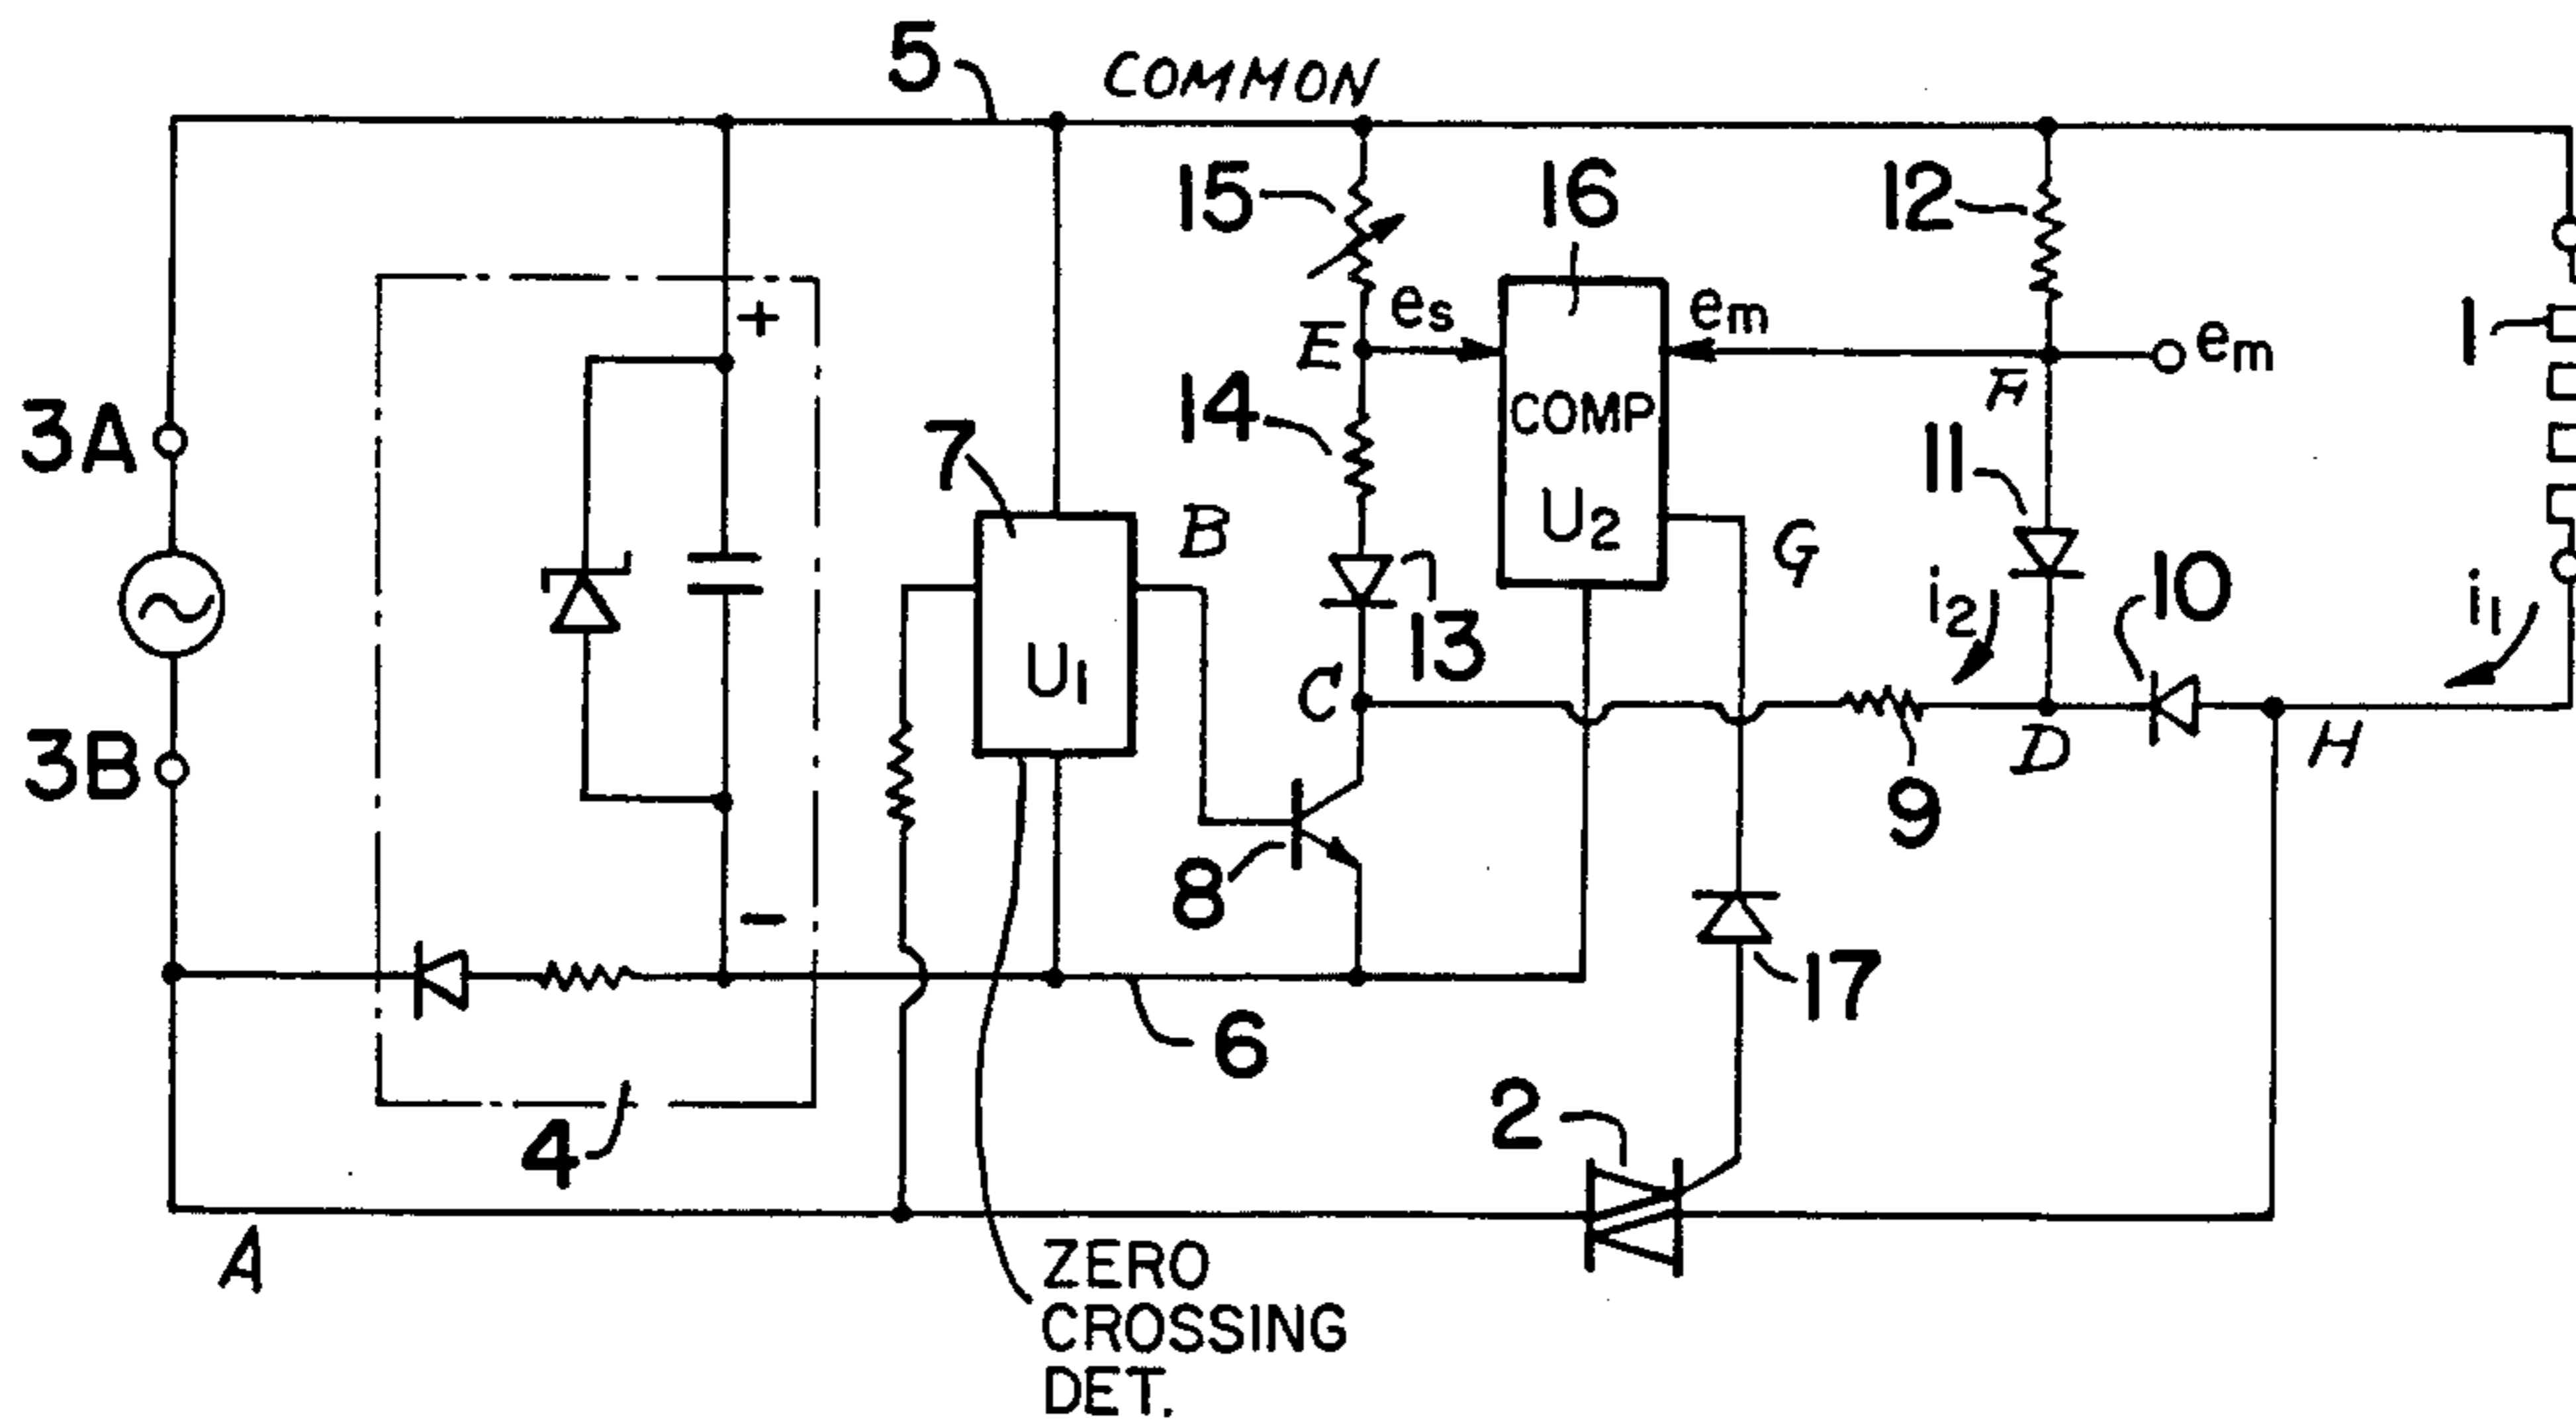 5
COMMON
15
16
12
es
em
em
1
E
F
+
3A
14
COMP
U2
11
7
B
G
10
i2
i1
13
U1
C
D
H
3B
9
8
-
17
6
2
4
A
ZERO
CROSSING
DET.